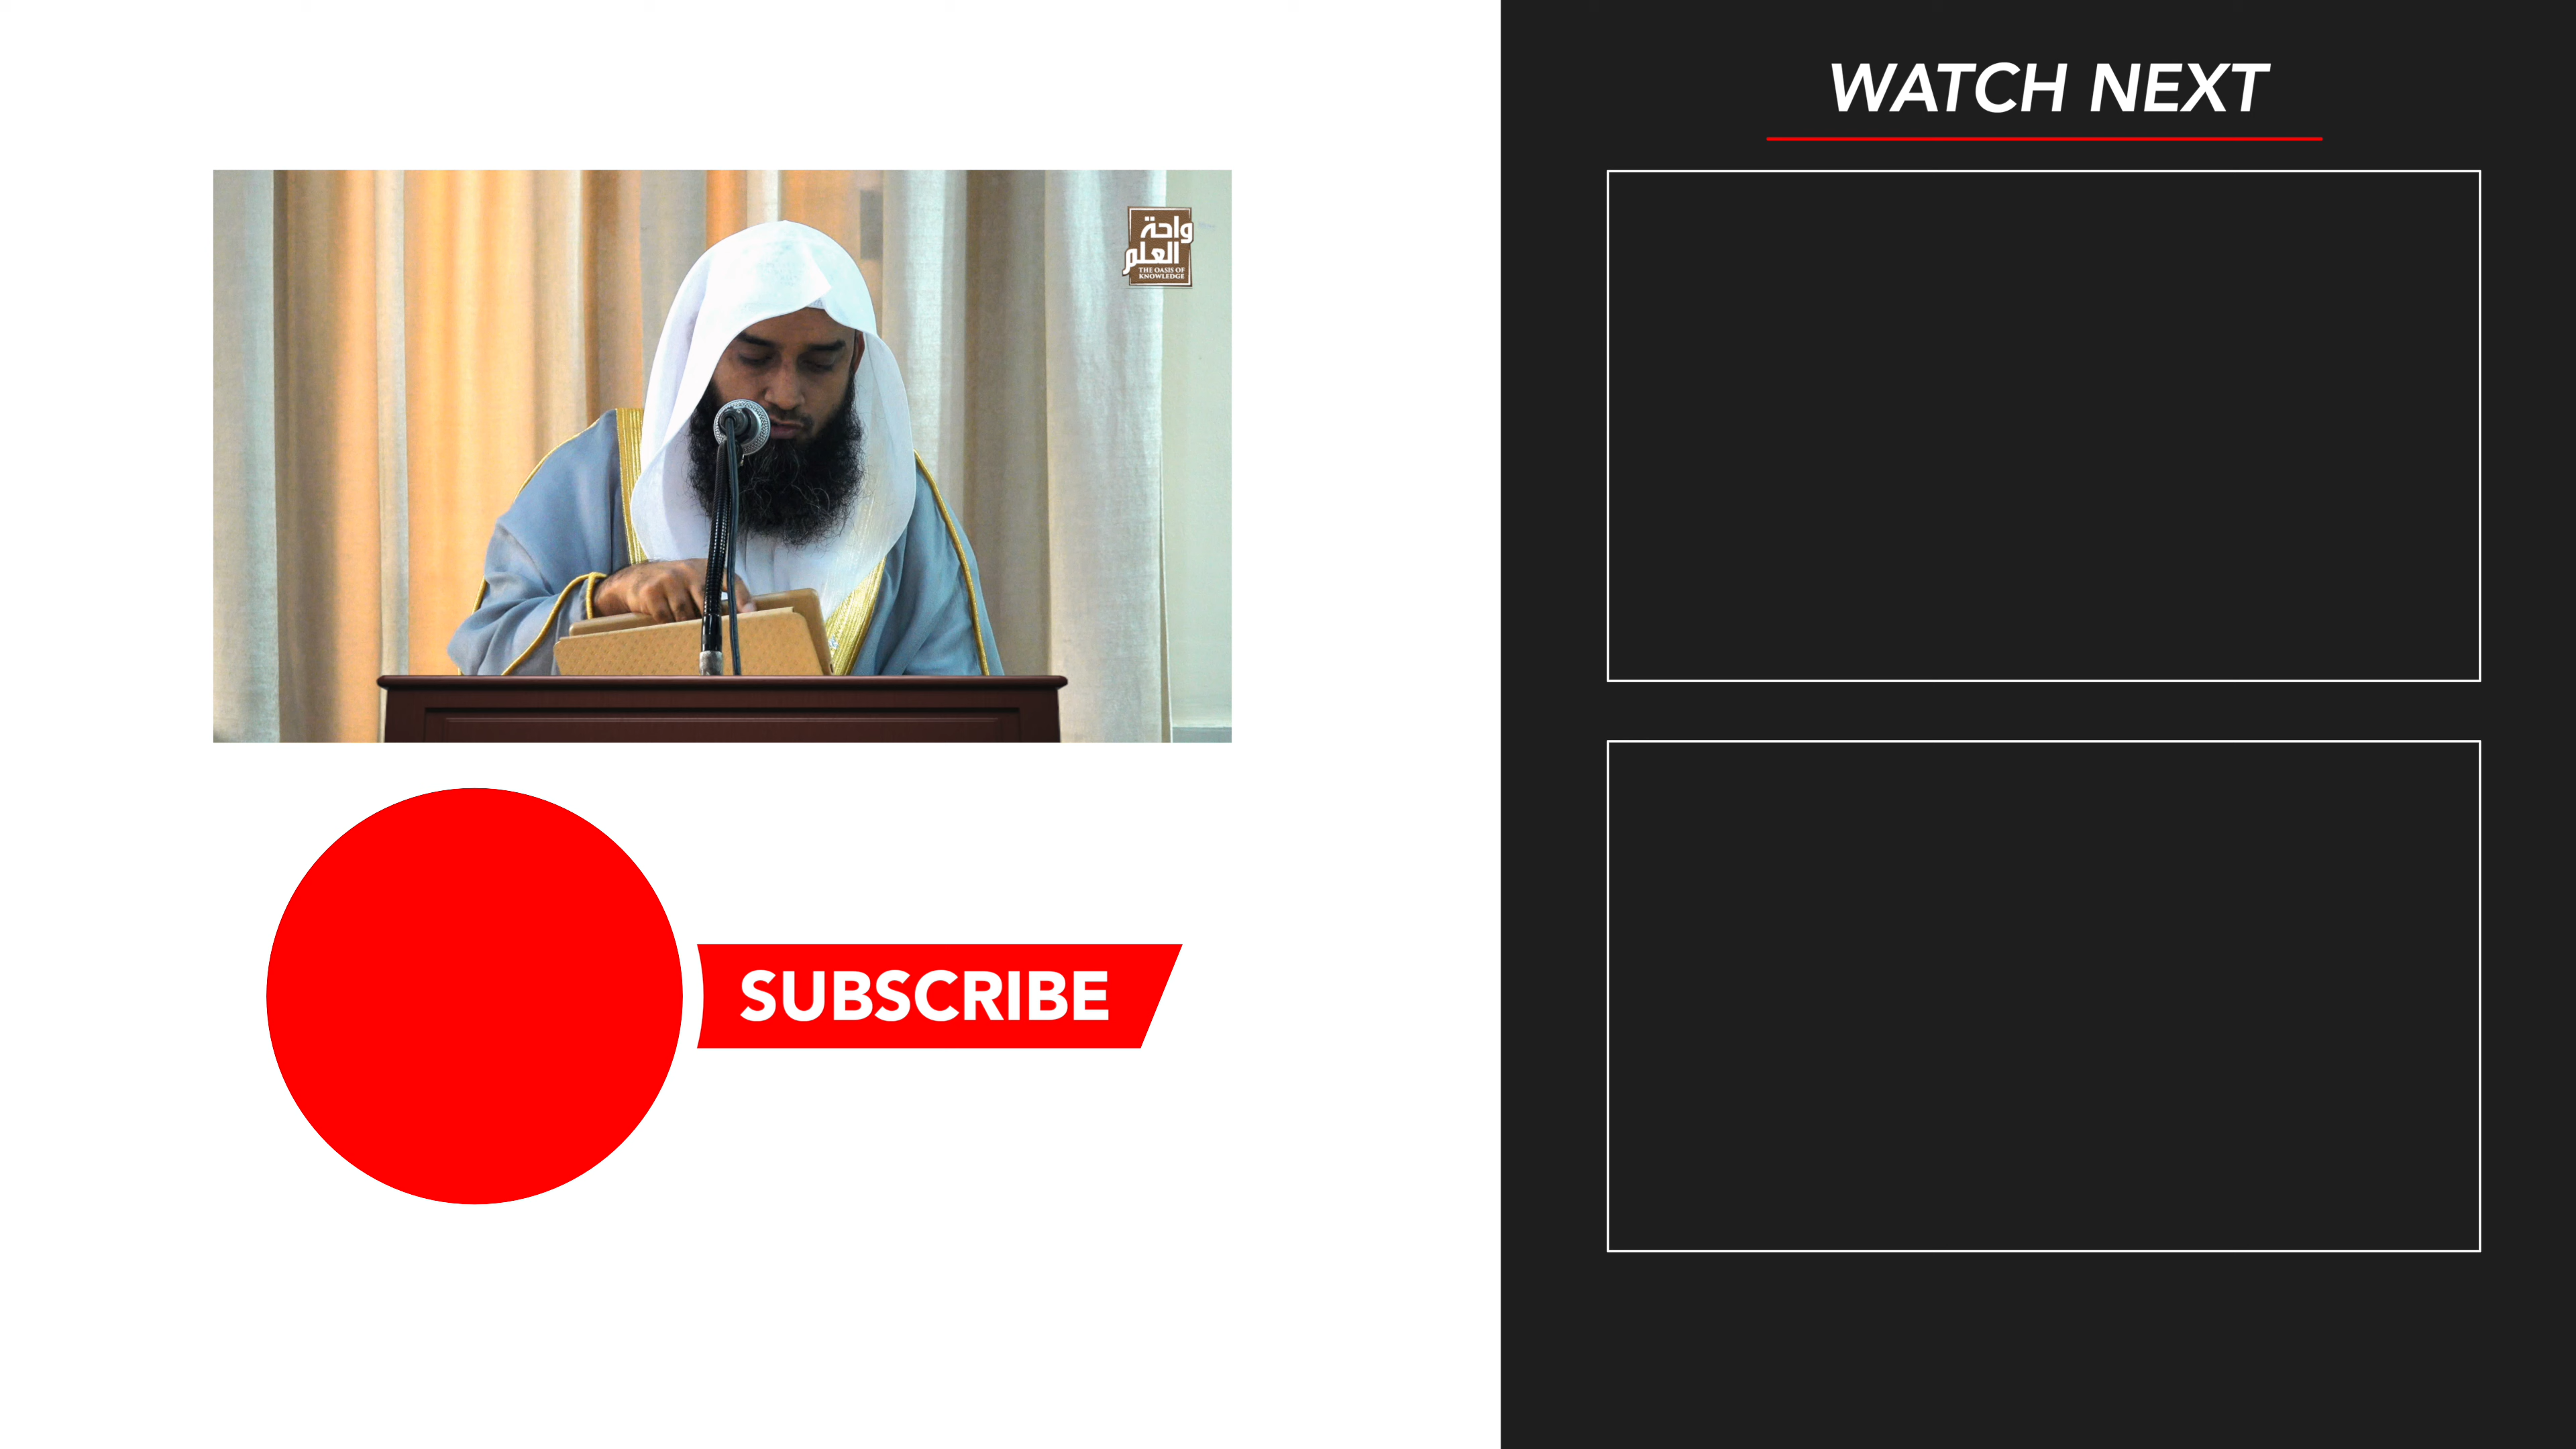 واحة
العلم
THE OASIS OF
KNOWLEDGE
SUBSCRIBE
WATCH NEXT